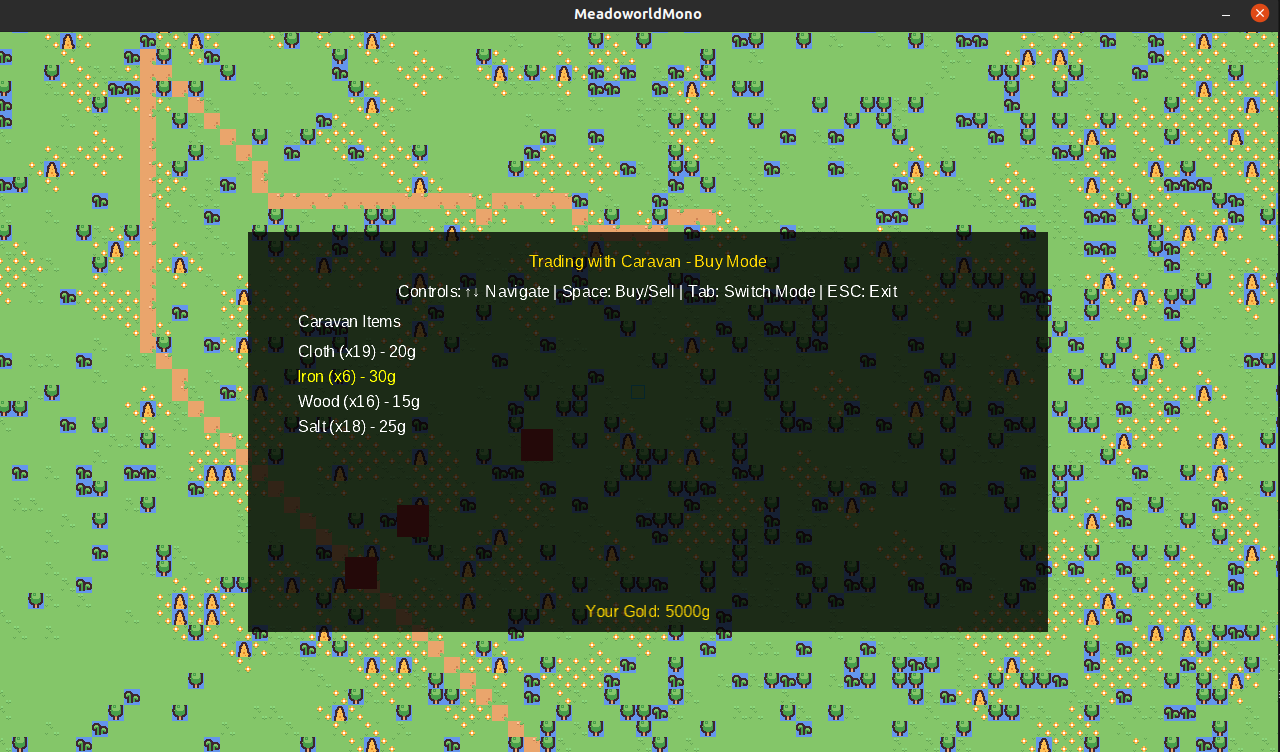 MeadoworldMono
Trading with Caravan - Buy Mode
Controls: ↑↓ Navigate | Space: Buy/Sell | Tab: Switch Mode | ESC: Exit
Caravan Items
Cloth (x19) - 20g
Iron (x6) - 30g
Wood (x16) - 15g
Salt (x18) - 25g
Your Gold: 5000g